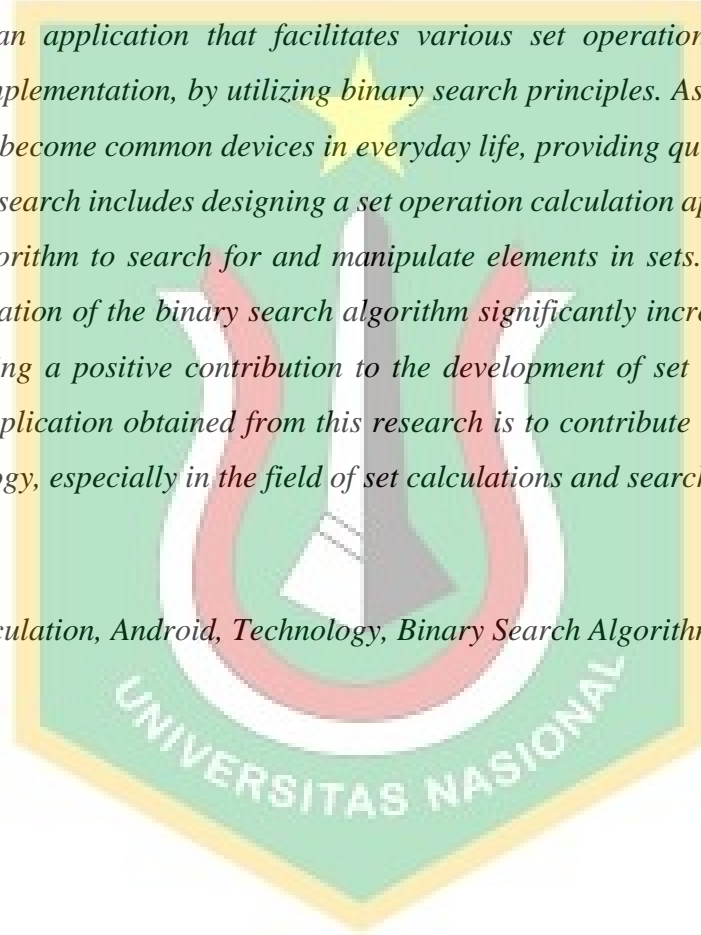 an application that facilitates various set operation
nplementation, by utilizing binary search principles. As
become common devices in everyday life, providing qu
search includes designing a set operation calculation ap
orithm to search for and manipulate elements in sets.
ation of the binary search algorithm significantly incre
ng a positive contribution to the development of set
plication obtained from this research is to contribute
ogy, especially in the field of set calculations and search
culation, Android, Technology, Binary Search Algorithm
UNIVERSITAS NASIONAL